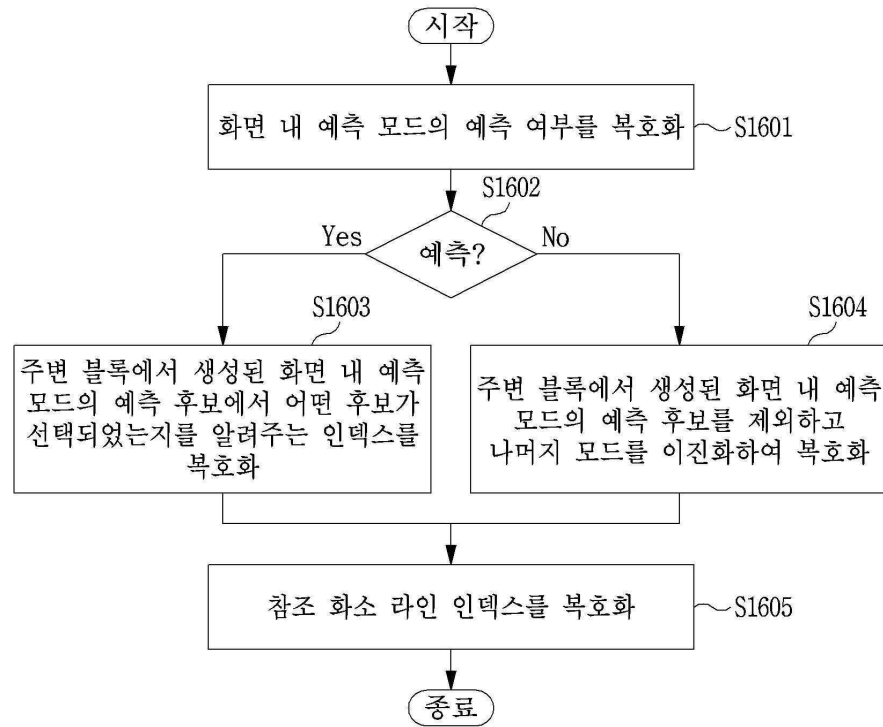 시작
화면 내 예측 모드의 예측 여부를 복호화
S1601
S1602
Yes
예측?
No
S1603
주변 블록에서 생성된 화면 내 예측
모드의 예측 후보에서 어떤 후보가
선택되었는지를 알려주는 인덱스를
복호화
S1604
주변 블록에서 생성된 화면 내 예측
모드의 예측 후보를 제외하고
나머지 모드를 이진화하여 복호화
참조 화소 라인 인덱스를 복호화
S1605
종료